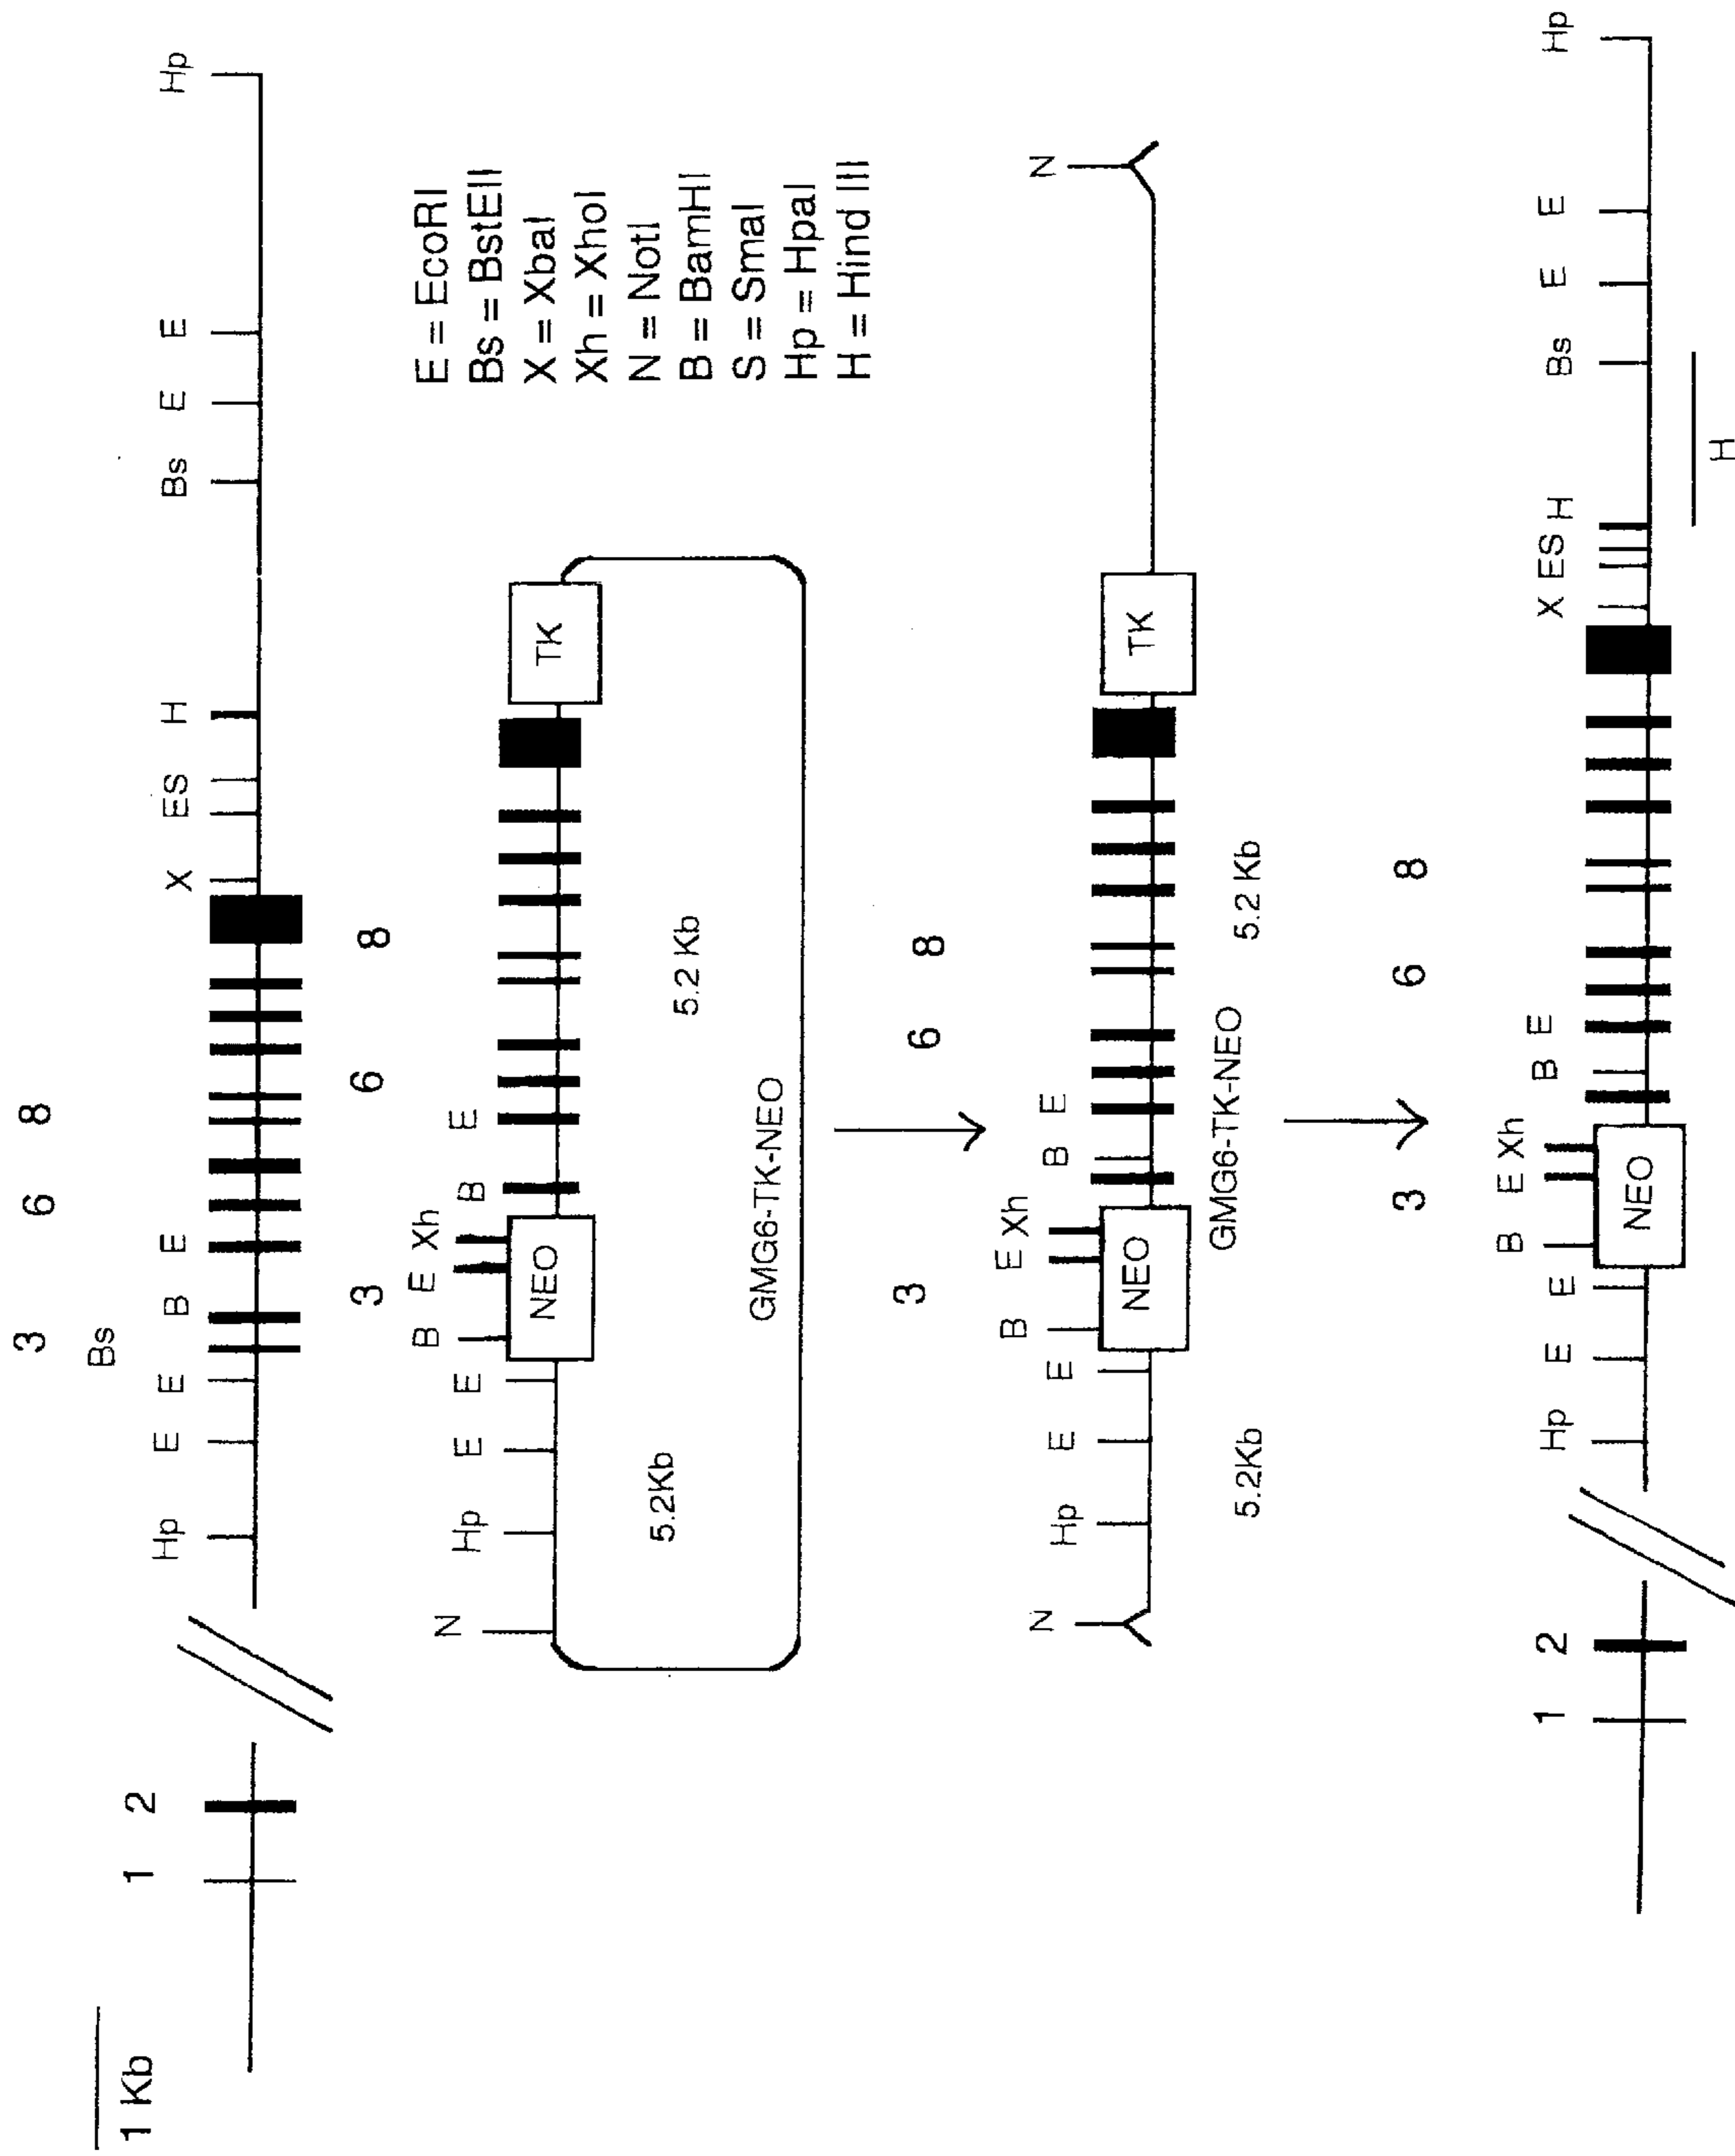 1 Kb
1 2
3 6 8
Bs
Hp E E B E X ES H Bs E E Hp
E = EcoRI
Bs = BstEII
X = XbaI
Xh = XhoI
N = NotI
B = BamHI
S = SmaI
Hp = HpaI
H = Hind III
3 6 8
B E Xh
N Hp E E B E
NEO TK
5.2Kb 5.2 Kb
GMG6-TK-NEO
3 6 8
B E Xh
N Hp E E B E N
NEO TK
GMG6-TK-NEO
5.2Kb 5.2 Kb
3 6 8
B E Xh B E
1 2 Hp E E X ES H Bs E E Hp
NEO
H